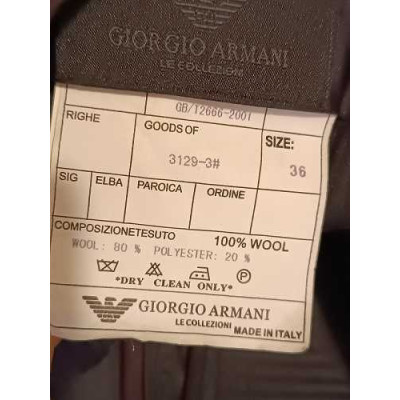 GIORGIO ARMANI
LE COLLEZIONI
GB/T2666-2001
RIGHE GOODS OF SIZE:
3129-3# 36
SIG ELBA PAROICA ORDINE
COMPOSIZIONETESUTO 100% WOOL
WOOL: 80 % POLYESTER: 20 %
*DRY CLEAN ONLY*
GIORGIO ARMANI
LE COLLEZIONI
MADE IN ITALY